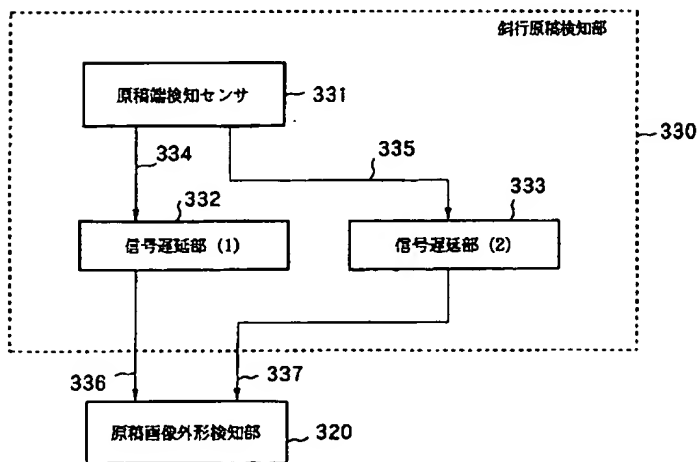 斜行原稿検知部
原稿端検知センサ
331
330
334
335
332
333
信号遅延部 (1)
信号遅延部 (2)
336
337
原稿画像外形検知部
320